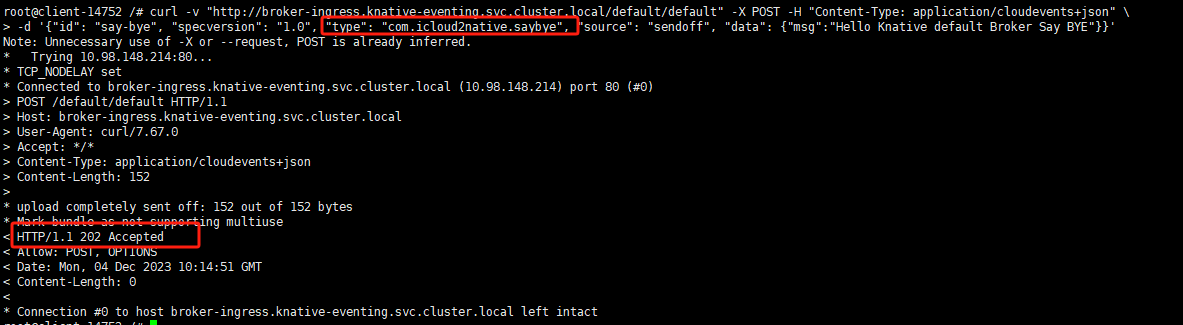 root@client-14752 /# curl -v "http://broker-ingress.knative-eventing.svc.cluster.local/default/default" -X POST -H "Content-Type: application/cloudevents+json" \
> -d '{"id": "say-bye", "specversion": "1.0", "type": "com.icloud2native.saybye", "source": "sendoff", "data": {"msg":"Hello Knative default Broker Say BYE"}}'
Note: Unnecessary use of -X or --request, POST is already inferred.
*   Trying 10.98.148.214:80...
* TCP_NODELAY set
* Connected to broker-ingress.knative-eventing.svc.cluster.local (10.98.148.214) port 80 (#0)
> POST /default/default HTTP/1.1
> Host: broker-ingress.knative-eventing.svc.cluster.local
> User-Agent: curl/7.67.0
> Accept: */*
> Content-Type: application/cloudevents+json
> Content-Length: 152
>
* upload completely sent off: 152 out of 152 bytes
* Mark bundle as not supporting multiuse
< HTTP/1.1 202 Accepted
< Allow: POST, OPTIONS
< Date: Mon, 04 Dec 2023 10:14:51 GMT
< Content-Length: 0
<
* Connection #0 to host broker-ingress.knative-eventing.svc.cluster.local left intact
root@client-14752 /#